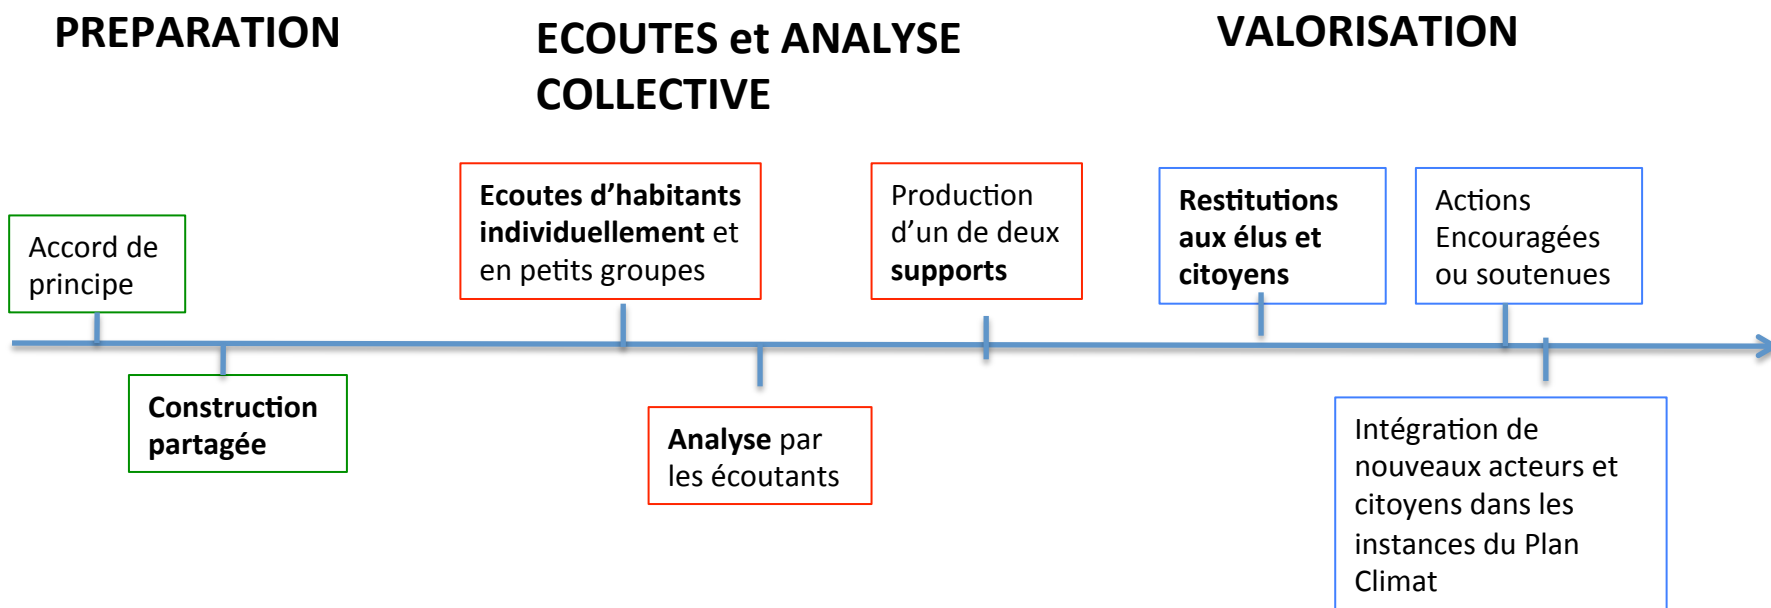 PREPARATION
ECOUTES et ANALYSE
COLLECTIVE
VALORISATION
Accord de
principe
Construction
partagée
Ecoutes d’habitants
individuellement et
en petits groupes
Analyse par
les écoutants
Production
d’un de deux
supports
Restitutions
aux élus et
citoyens
Actions
Encouragées
ou soutenues
Intégration de
nouveaux acteurs et
citoyens dans les
instances du Plan
Climat